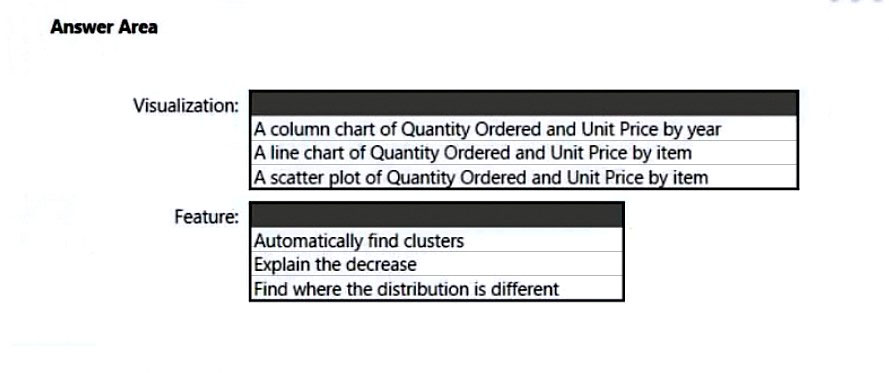 Answer Area
Visualization:
A column chart of Quantity Ordered and Unit Price by year
A line chart of Quantity Ordered and Unit Price by item
A scatter plot of Quantity Ordered and Unit Price by item
Feature:
Automatically find clusters
Explain the decrease
Find where the distribution is different